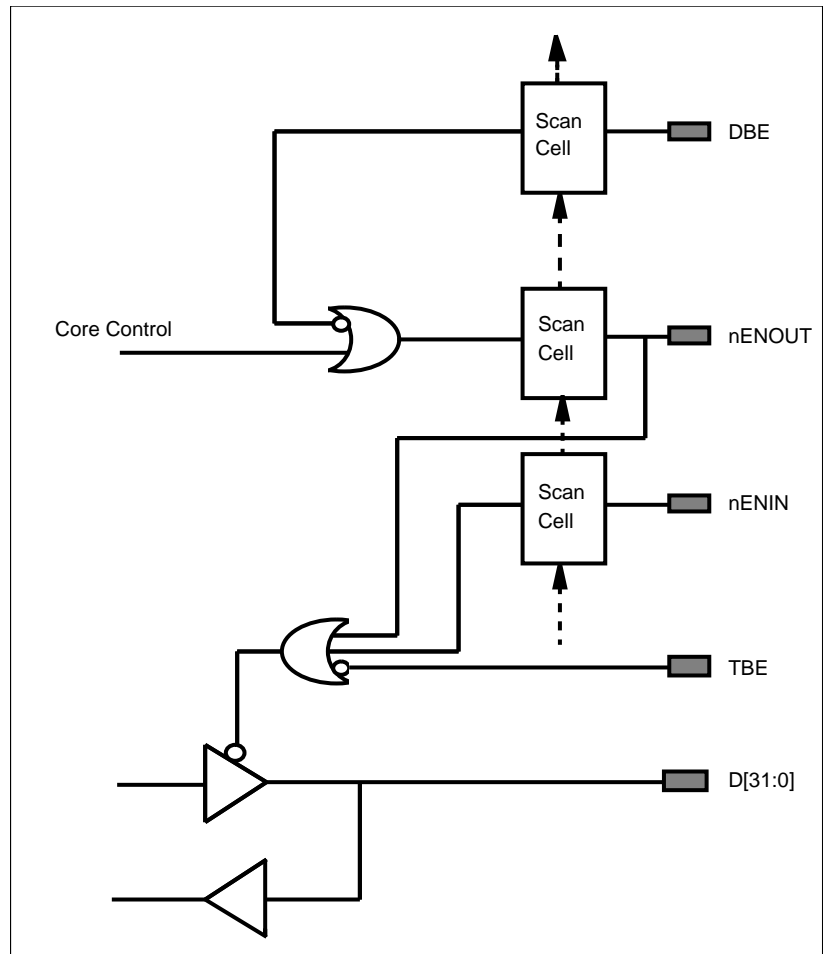 Scan
Cell
DBE
Core Control
Scan
Cell
nENOUT
Scan
Cell
nENIN
TBE
D[31:0]